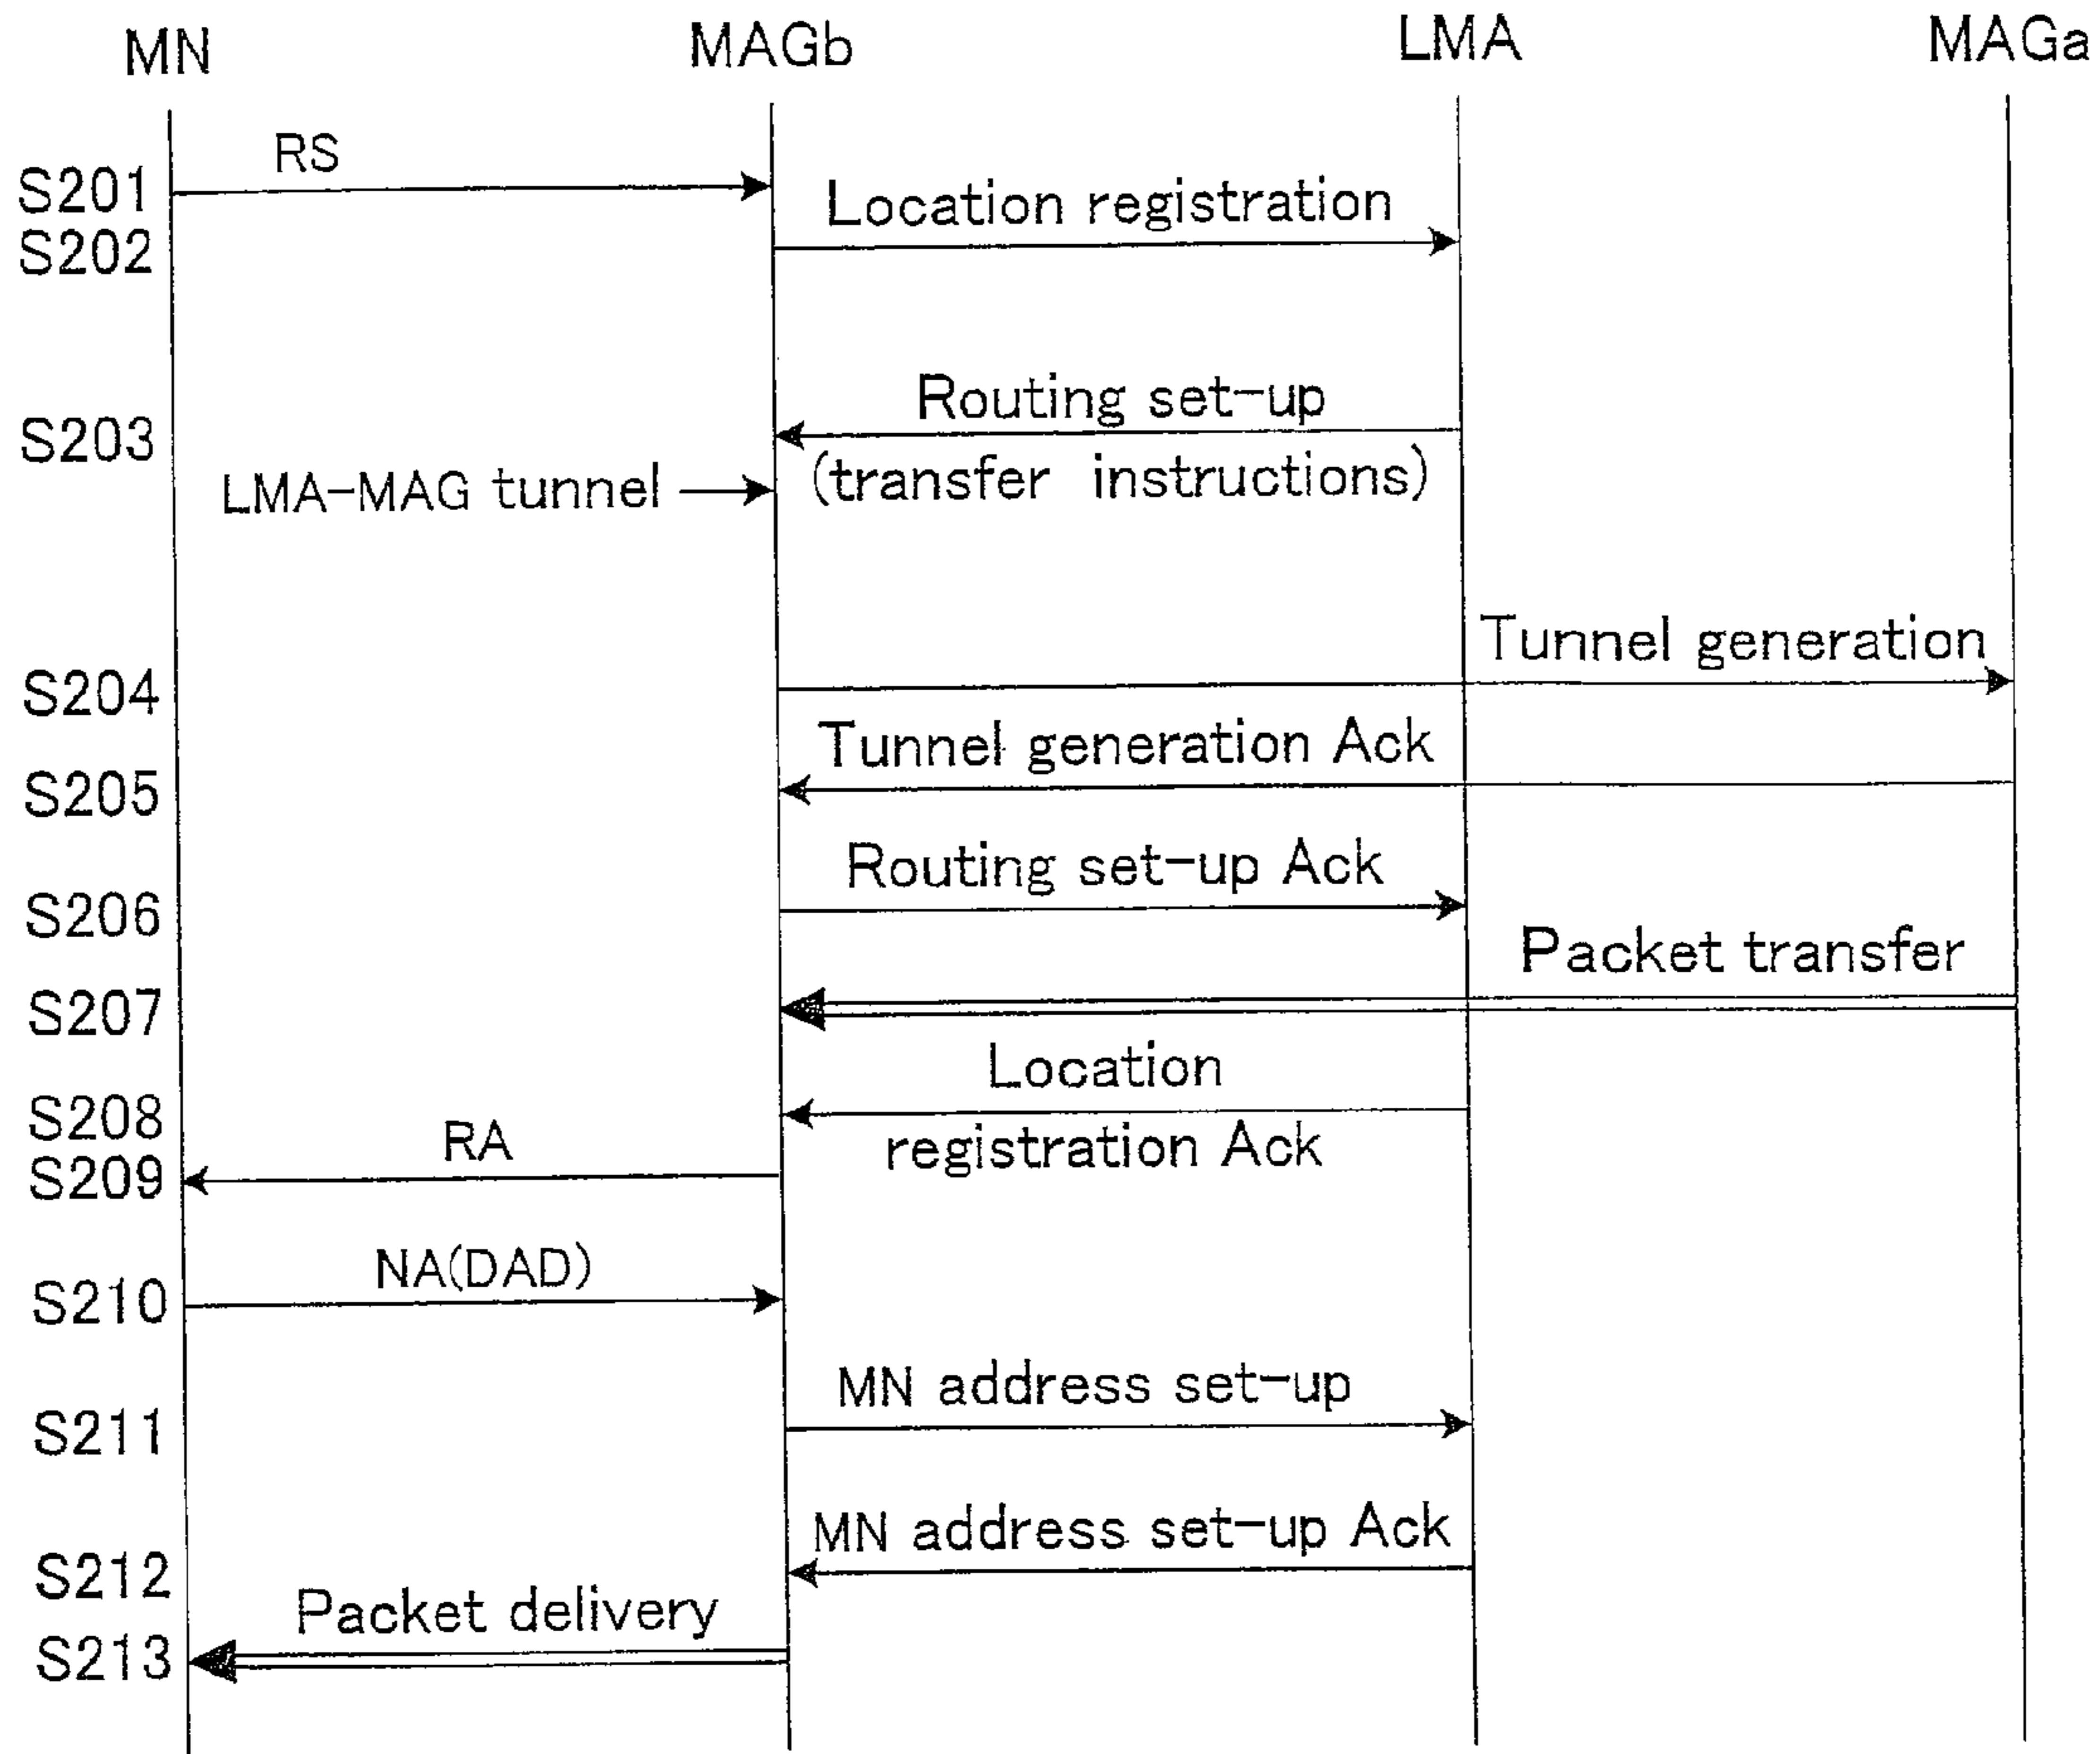 MN MAGb LMA MAGa
RS
S201
Location registration
S202
Routing set-up
S203
(transfer instructions)
LMA-MAG tunnel
Tunnel generation
S204
Tunnel generation Ack
S205
Routing set-up Ack
S206
Packet transfer
S207
Location
S208
registration Ack
RA
S209
NA(DAD)
S210
MN address set-up
S211
MN address set-up Ack
S212
Packet delivery
S213